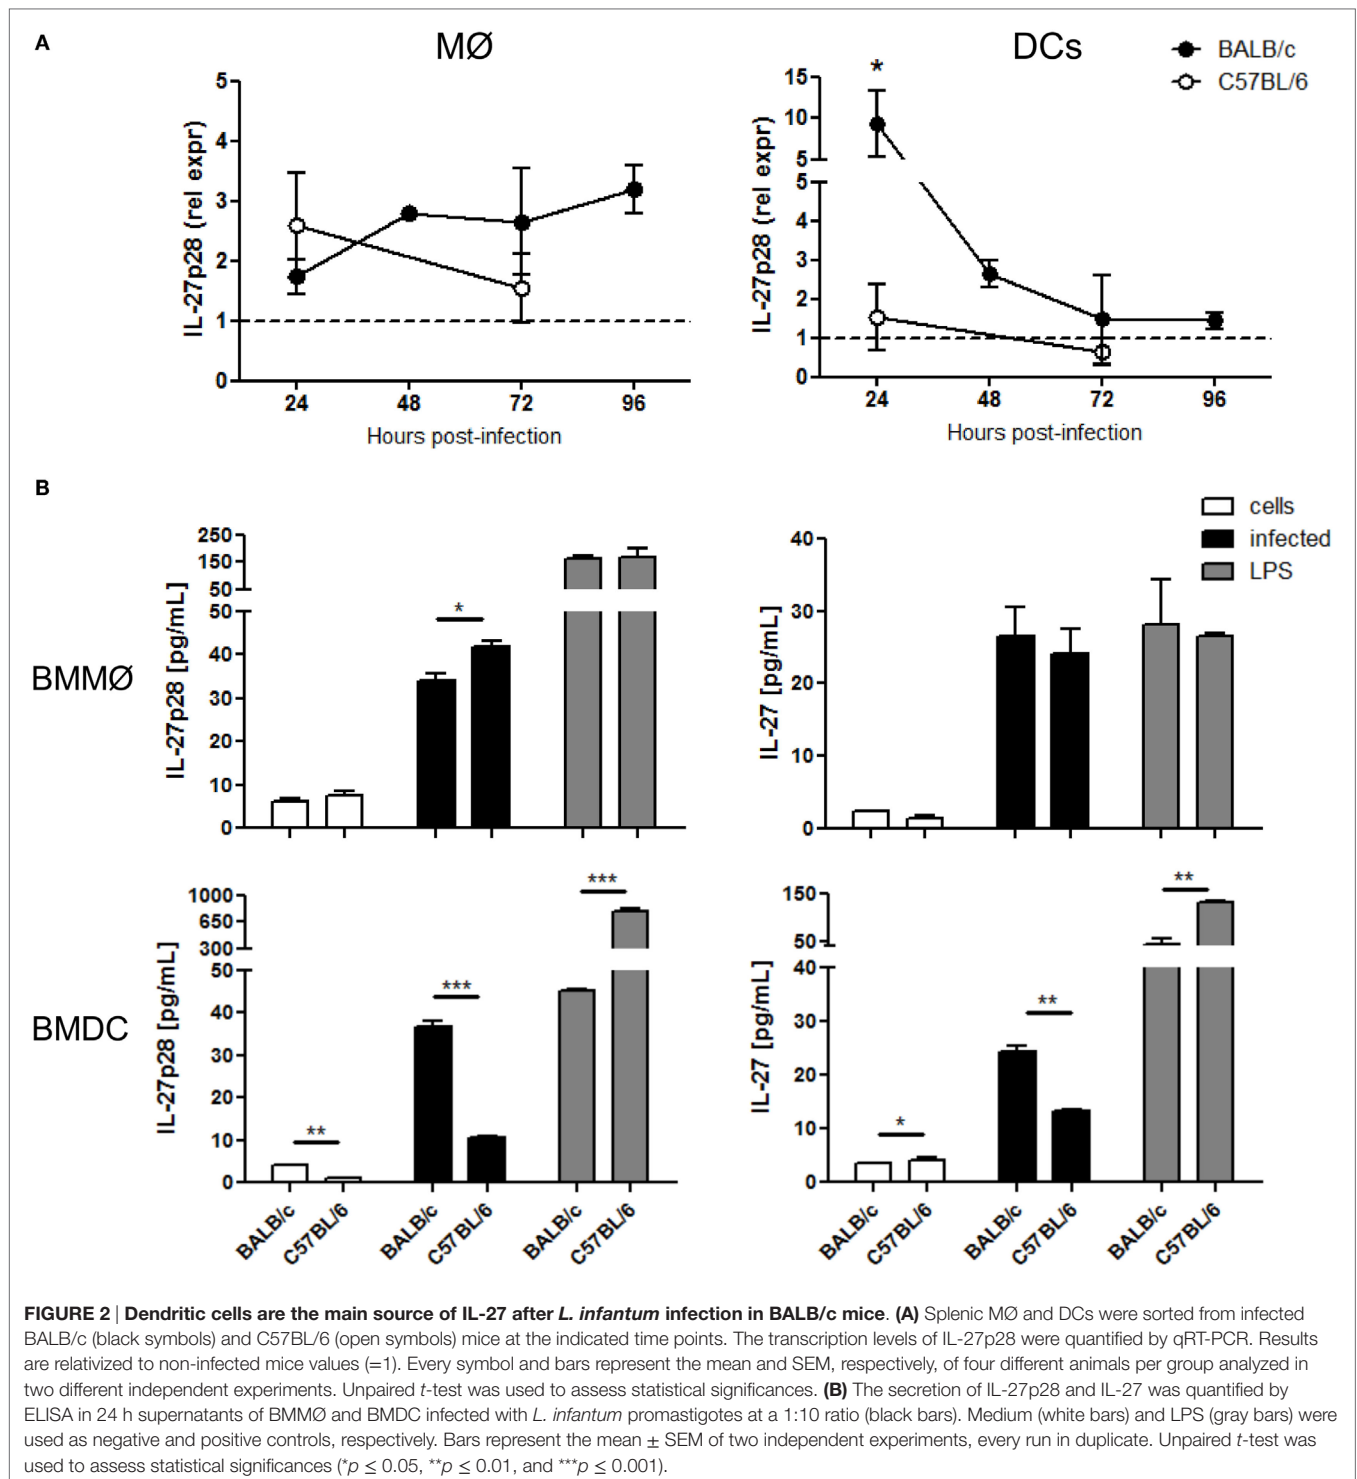 A
MØ
DCs
BALB/c
C57BL/6
*
IL-27p28 (rel expr)
5
4
3
2
1
0
24 48 72 96
Hours post-infection
IL-27p28 (rel expr)
15
10
5
5
4
3
2
1
0
24 48 72 96
Hours post-infection
B
cells
infected
LPS
BMMØ
IL-27p28 [pg/mL]
250
150
50
50
40
30
20
10
0
*
IL-27 [pg/mL]
40
30
20
10
0
BMDC
IL-27p28 [pg/mL]
1000
650
300
50
40
30
20
10
0
** *** ***
BALB/c C57BL/6 BALB/c C57BL/6 BALB/c C57BL/6
IL-27 [pg/mL]
150
50
40
30
20
10
0
* ** **
BALB/c C57BL/6 BALB/c C57BL/6 BALB/c C57BL/6
FIGURE 2 | Dendritic cells are the main source of IL-27 after L. infantum infection in BALB/c mice. (A) Splenic MØ and DCs were sorted from infected
BALB/c (black symbols) and C57BL/6 (open symbols) mice at the indicated time points. The transcription levels of IL-27p28 were quantified by qRT-PCR. Results
are relativized to non-infected mice values (=1). Every symbol and bars represent the mean and SEM, respectively, of four different animals per group analyzed in
two different independent experiments. Unpaired t-test was used to assess statistical significances. (B) The secretion of IL-27p28 and IL-27 was quantified by
ELISA in 24 h supernatants of BMMØ and BMDC infected with L. infantum promastigotes at a 1:10 ratio (black bars). Medium (white bars) and LPS (gray bars) were
used as negative and positive controls, respectively. Bars represent the mean ± SEM of two independent experiments, every run in duplicate. Unpaired t-test was
used to assess statistical significances (*p ≤ 0.05, **p ≤ 0.01, and ***p ≤ 0.001).